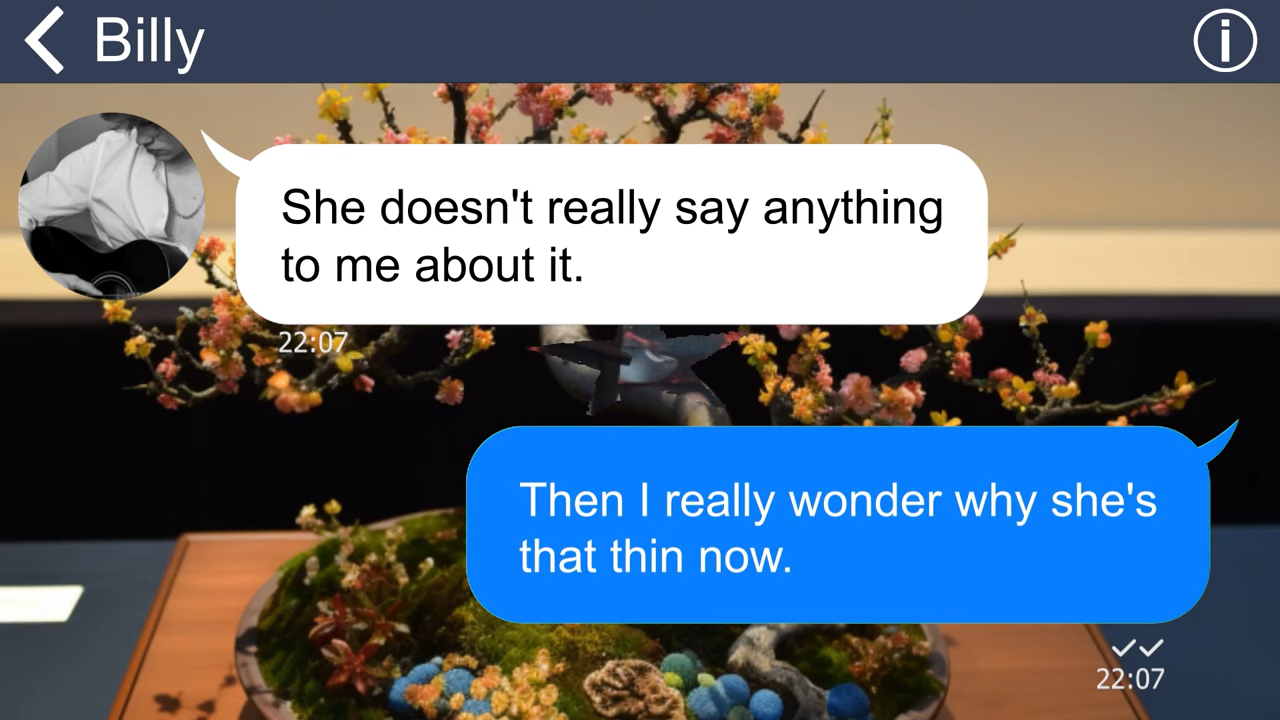 Billy
She doesn't really say anything
to me about it.
22:07
Then I really wonder why she's
that thin now.
22:07